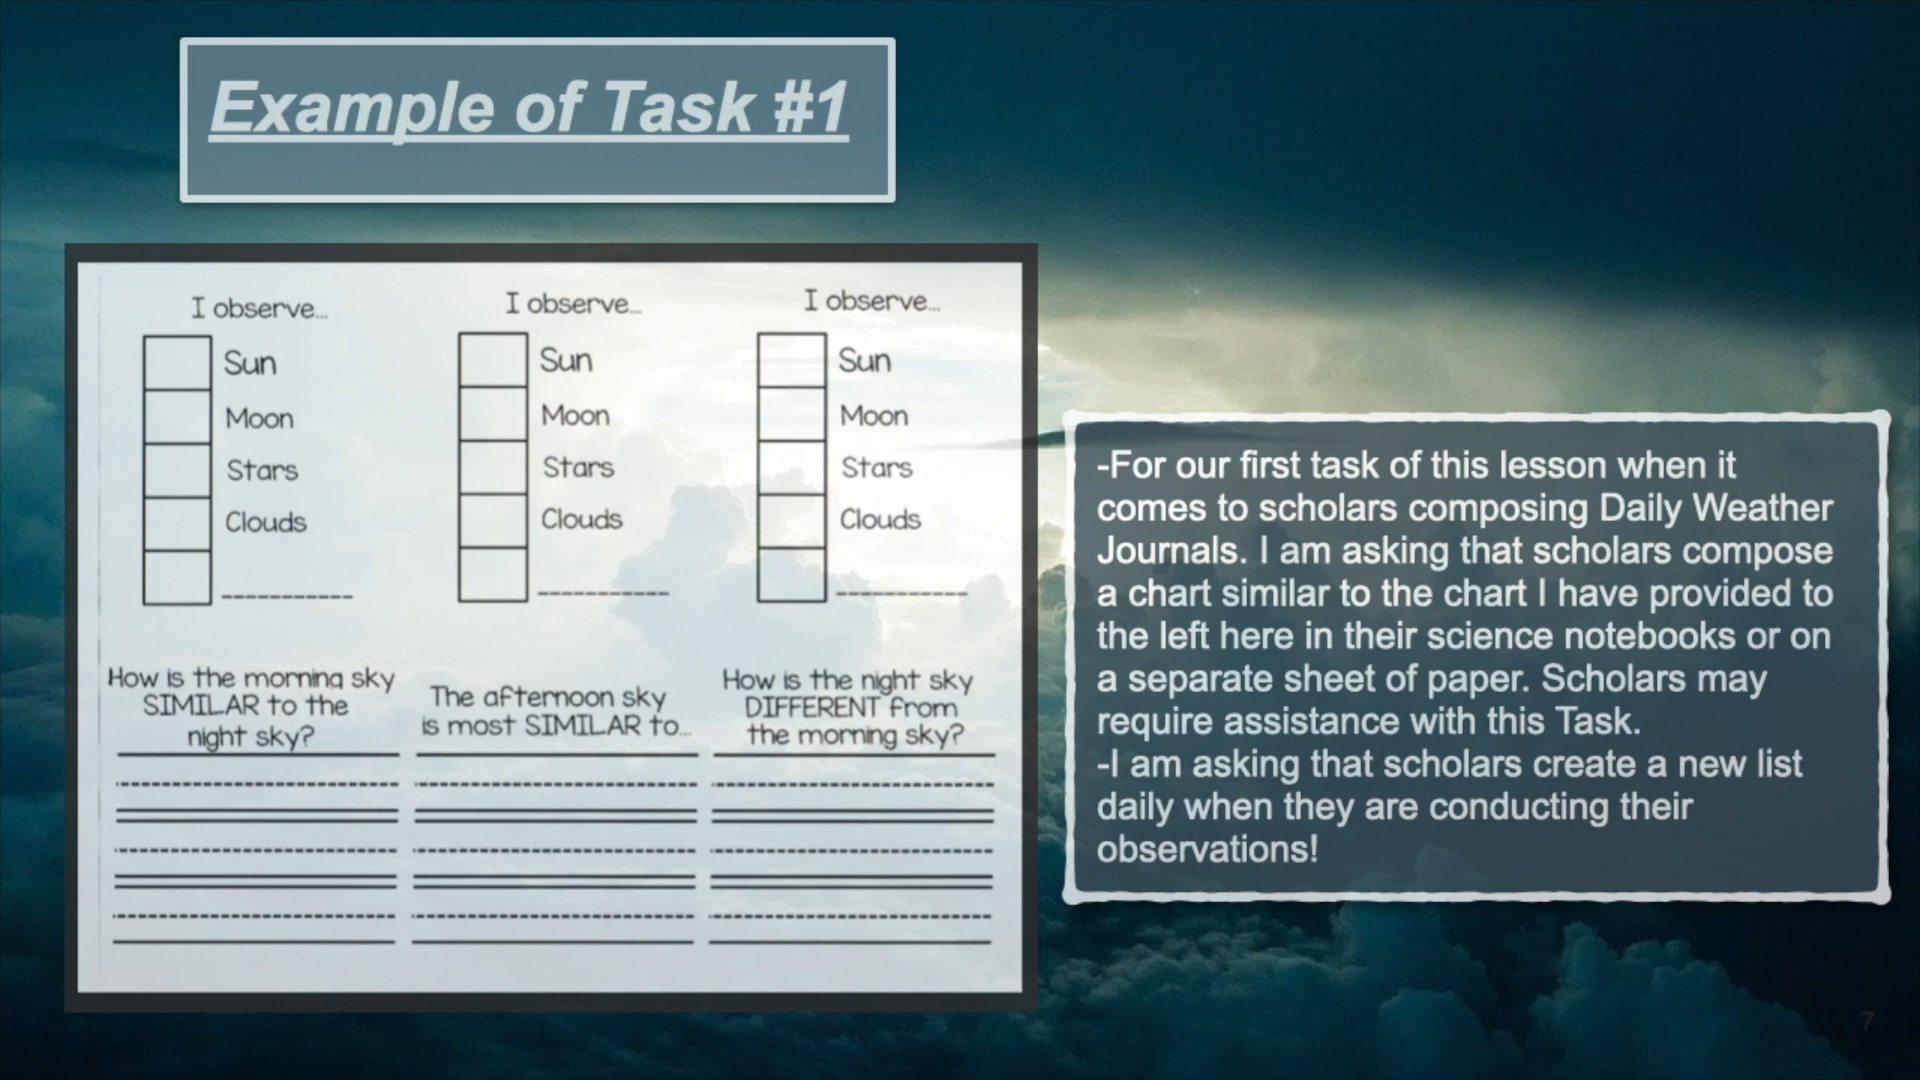 Example of Task #1
I observe...
Sun
Moon
Stars
Clouds
How is the morning sky
SIMILAR to the
night sky?
I observe...
Sun
Moon
Stars
Clouds
The afternoon sky
is most SIMILAR to...
I observe...
Sun
Moon
Stars
Clouds
How is the night sky
DIFFERENT from
the morning sky?
-For our first task of this lesson when it
comes to scholars composing Daily Weather
Journals. I am asking that scholars compose
a chart similar to the chart I have provided to
the left here in their science notebooks or on
a separate sheet of paper. Scholars may
require assistance with this Task.
-I am asking that scholars create a new list
daily when they are conducting their
observations!
7